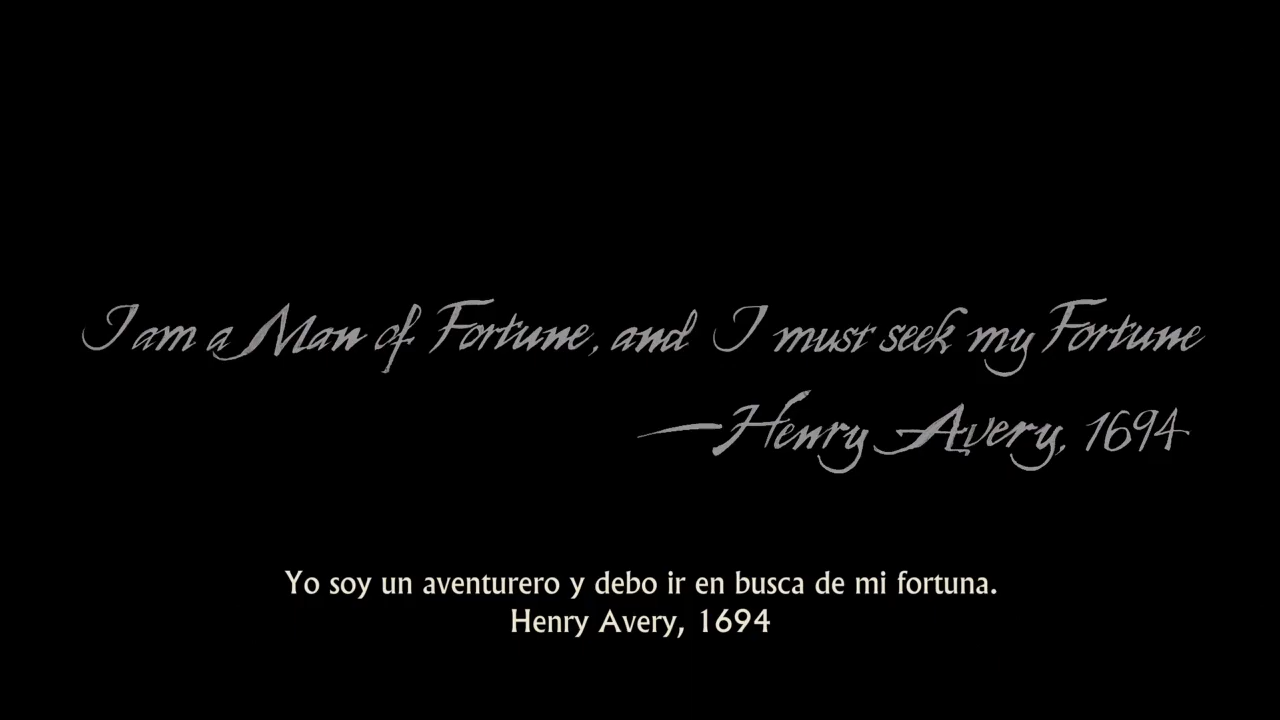 I am a Man of Fortune, and I must seek my Fortune
—Henry Avery, 1694
Yo soy un aventurero y debo ir en busca de mi fortuna.
Henry Avery, 1694